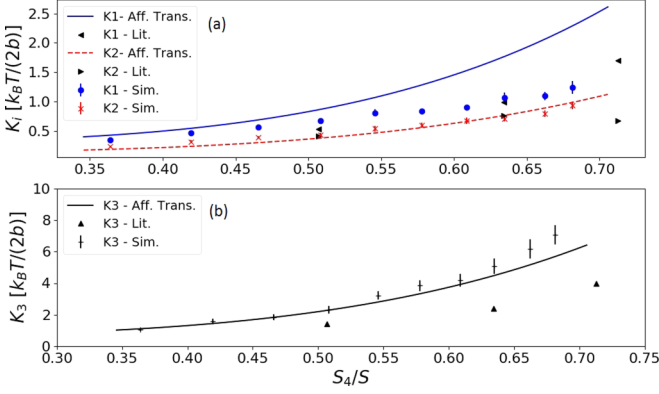 K1- Aff. Trans.
K1 - Lit.
K2- Aff. Trans.
K2 - Lit.
K1 - Sim.
K2 - Sim.
(a)
2.5
2.0
1.5
1.0
0.5
K_i [k_BT/(2b)]
0.35 0.40 0.45 0.50 0.55 0.60 0.65 0.70
K3 - Aff. Trans.
K3 - Lit.
K3 - Sim.
(b)
10
8
6
4
2
0
K_3 [k_BT/(2b)]
0.30 0.35 0.40 0.45 0.50 0.55 0.60 0.65 0.70 0.75
S_4/S